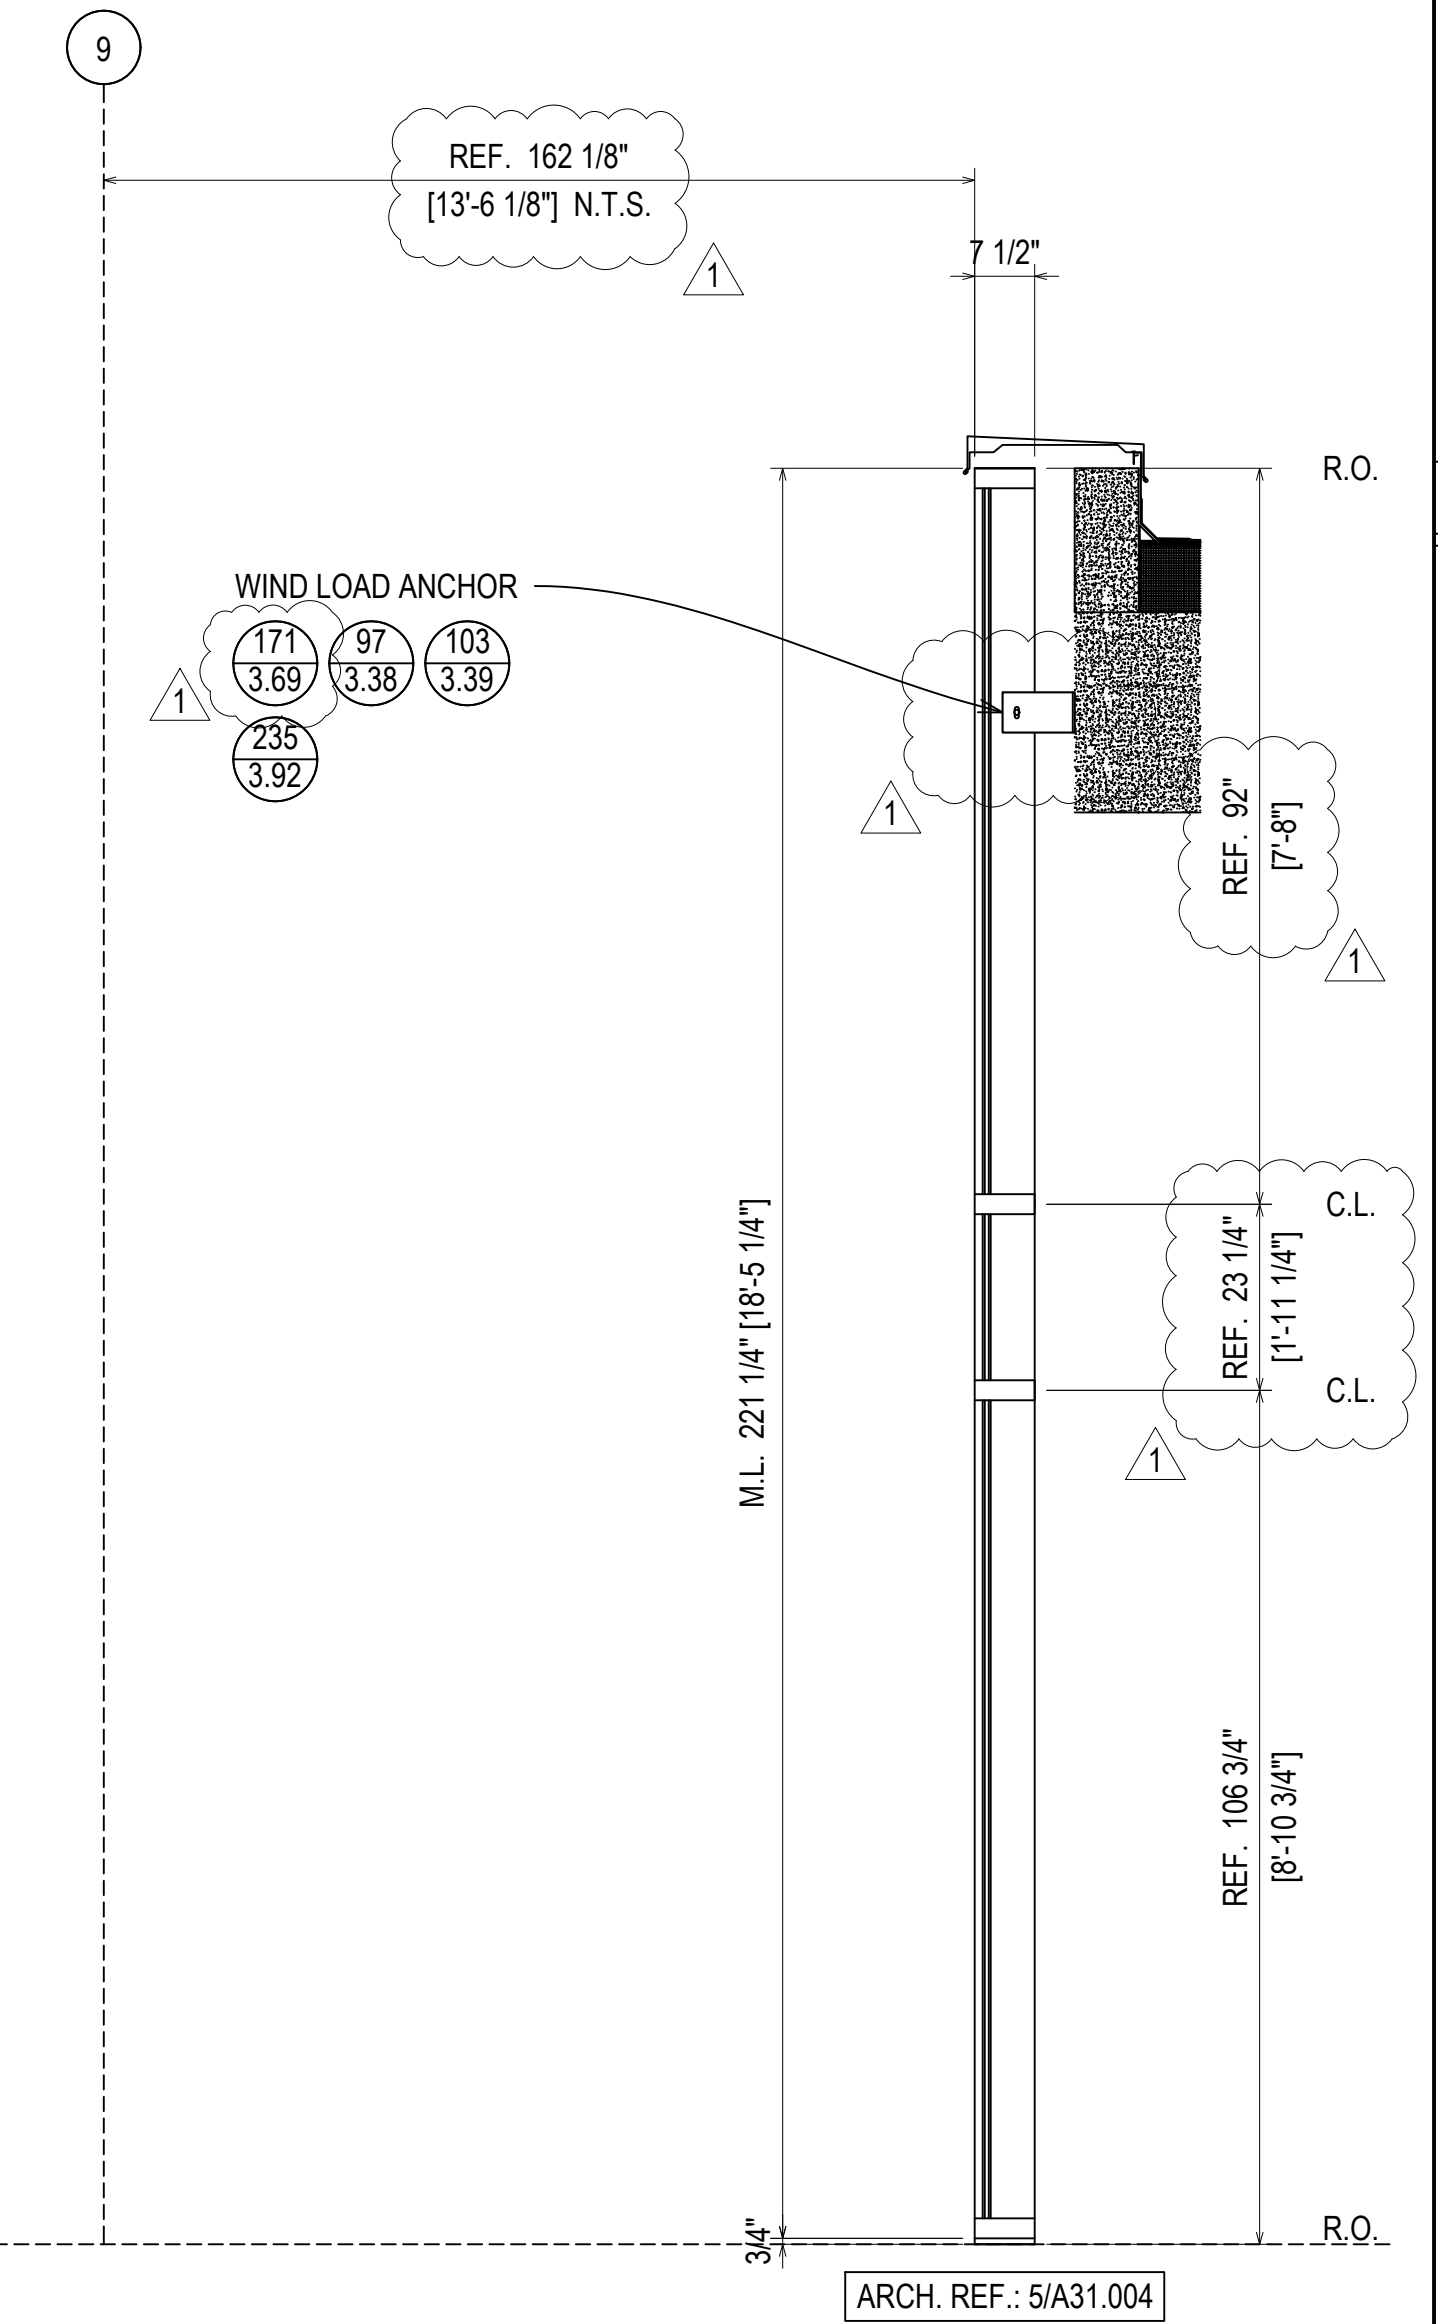 9
REF. 162 1/8"
[13'-6 1/8"] N.T.S.
1
7 1/2"
R.O.
WIND LOAD ANCHOR
171
3.69
97
3.38
103
3.39
1
235
3.92
1
REF. 92"
[7'-8"]
1
C.L.
REF. 23 1/4"
[1'-11 1/4"]
C.L.
1
M.L. 221 1/4" [18'-5 1/4"]
REF. 106 3/4"
[8'-10 3/4"]
3/4"
R.O.
ARCH. REF.: 5/A31.004